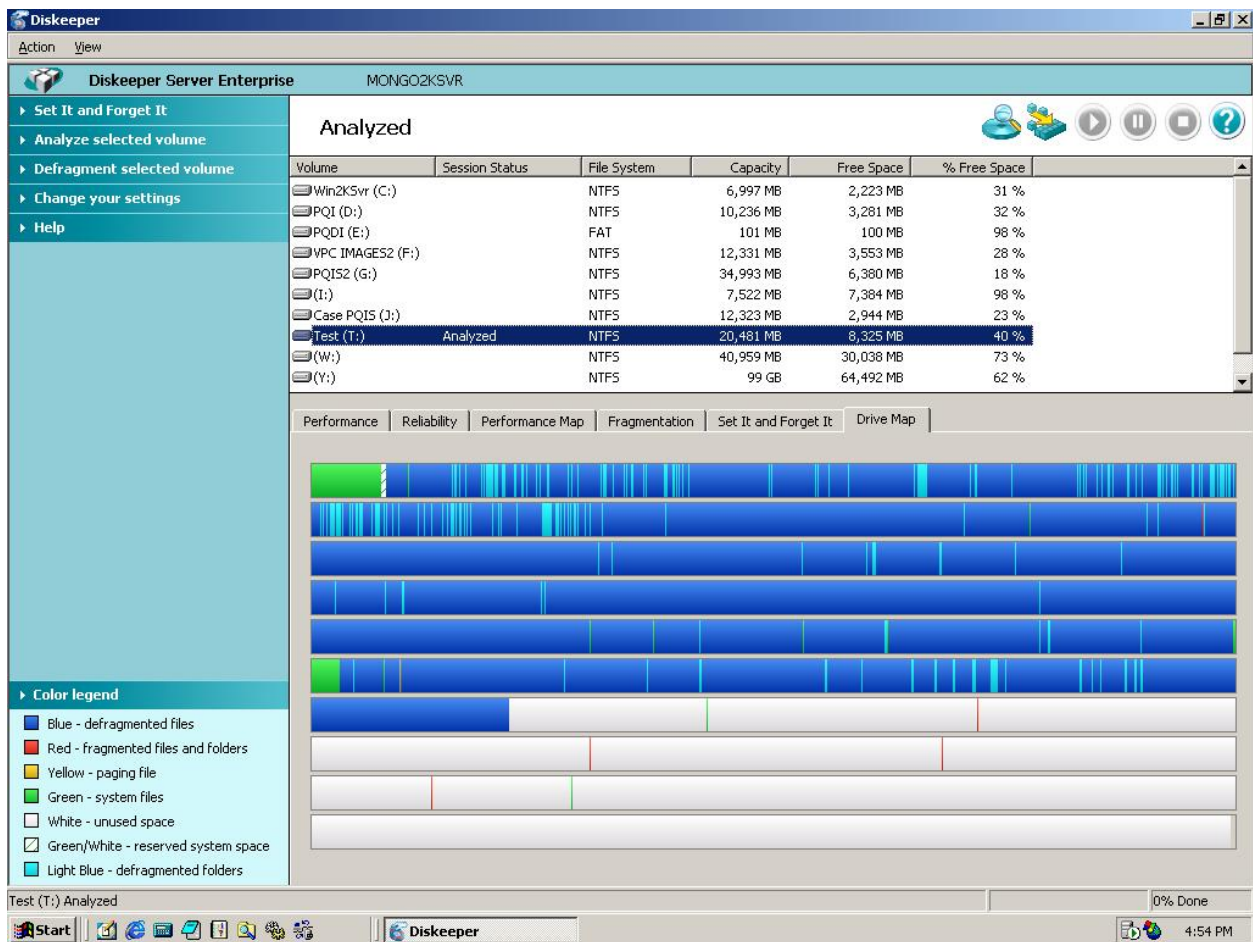 Diskeeper
Action View
Diskeeper Server Enterprise MONGO2KSVR
Set It and Forget It
Analyze selected volume
Defragment selected volume
Change your settings
Help
Analyzed
Volume Session Status File System Capacity Free Space % Free Space
Win2KSvr (C:) NTFS 6,997 MB 2,223 MB 31 %
PQI (D:) NTFS 10,236 MB 3,281 MB 32 %
PQDI (E:) FAT 101 MB 100 MB 98 %
VPC IMAGES2 (F:) NTFS 12,331 MB 3,553 MB 28 %
PQIS2 (G:) NTFS 34,993 MB 6,380 MB 18 %
(I:) NTFS 7,522 MB 7,384 MB 98 %
Case PQIS (J:) NTFS 12,323 MB 2,944 MB 23 %
Test (T:) Analyzed NTFS 20,481 MB 8,325 MB 40 %
(W:) NTFS 40,959 MB 30,038 MB 73 %
(Y:) NTFS 99 GB 64,492 MB 62 %
Performance Reliability Performance Map Fragmentation Set It and Forget It Drive Map
Color legend
Blue - defragmented files
Red - fragmented files and folders
Yellow - paging file
Green - system files
White - unused space
Green/White - reserved system space
Light Blue - defragmented folders
Test (T:) Analyzed 0% Done
Start Diskeeper 4:54 PM